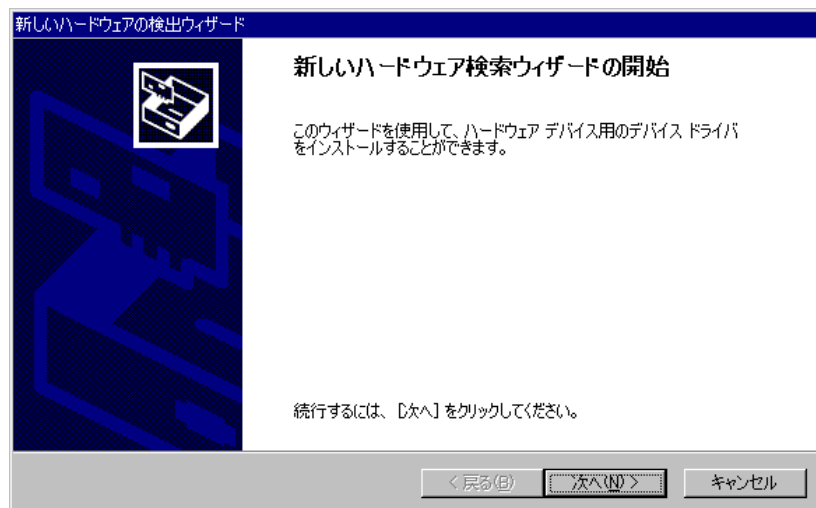 新しいハードウェアの検出ウィザード
新しいハードウェア検索ウィザードの開始
このウィザードを使用して、ハードウェア デバイス用のデバイス ドライバ
をインストールすることができます。
続行するには、[次へ] をクリックしてください。
< 戻る(B)
次へ(N) >
キャンセル